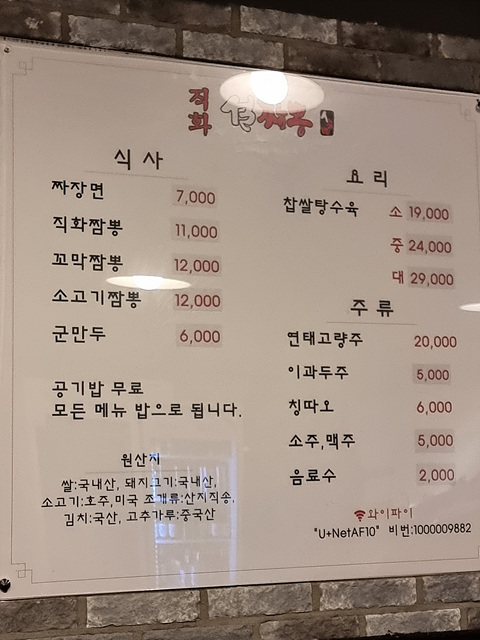 직화
짬뽕
식사
짜장면 7,000
직화짬뽕 11,000
꼬막짬뽕 12,000
소고기짬뽕 12,000
군만두 6,000
공기밥 무료
모든 메뉴 밥으로 됩니다.
원산지
쌀:국내산, 돼지고기:국내산,
소고기:호주,미국 조개류:산지직송,
김치:국산, 고추가루:중국산
요리
찹쌀탕수육 소 19,000
중 24,000
대 29,000
주류
연태고량주 20,000
이과두주 5,000
칭따오 6,000
소주,맥주 5,000
음료수 2,000
와이파이
"U+NetAF10" 비번:1000009882